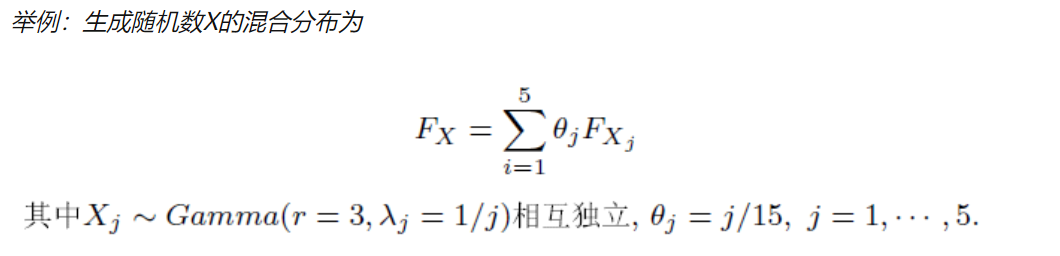 举例：生成随机数X的混合分布为
F_X = \sum_{i=1}^{5} θ_j F_{X_j}
其中X_j ∼ Gamma(r = 3, λ_j = 1/j)相互独立, θ_j = j/15, j = 1, ⋯ , 5.